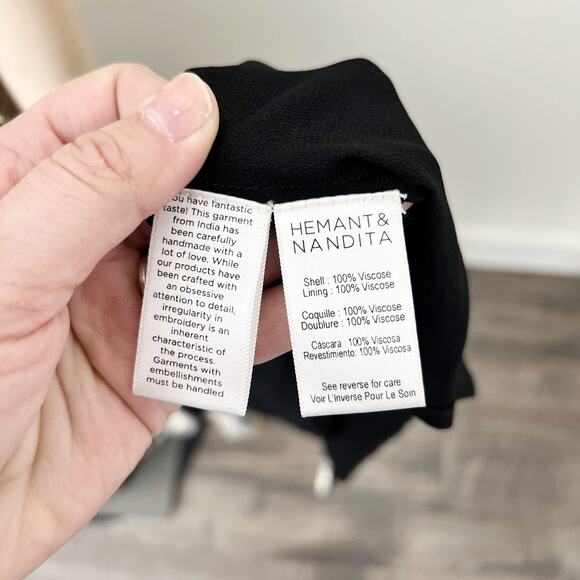 ou have fantastic
taste! This garment
from India has
been carefully
handmade with a
lot of love. While
our products have
been crafted with
an obsessive
attention to detail,
irregularity in
embroidery is an
inherent
characteristic of
the process.
Garments with
embellishments
must be handled
HEMANT &
NANDITA
Shell : 100% Viscose
Lining : 100% Viscose
Coquille : 100% Viscose
Doublure : 100% Viscose
Cáscara : 100% Viscosa
Revestimiento: 100% Viscosa
See reverse for care
Voir L'Inverse Pour Le Soin